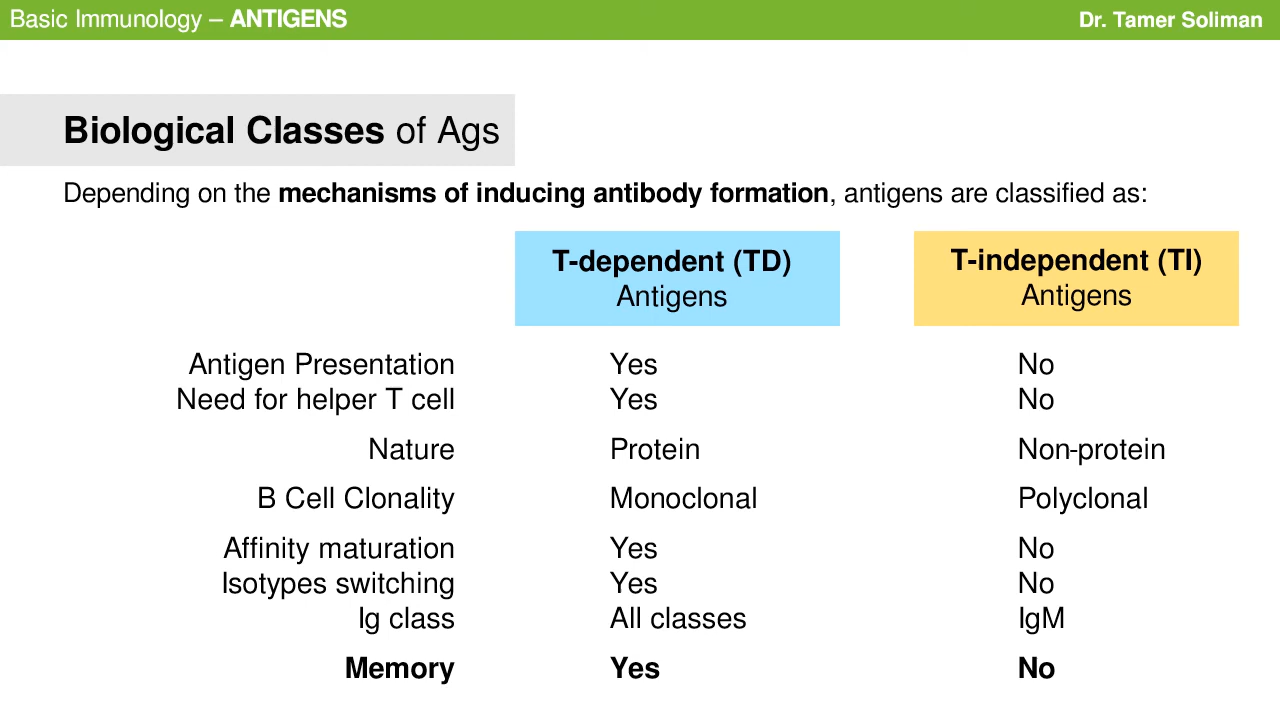 Basic Immunology – ANTIGENS Dr. Tamer Soliman
Biological Classes of Ags
Depending on the mechanisms of inducing antibody formation, antigens are classified as:
T-dependent (TD) T-independent (TI)
Antigens Antigens
Antigen Presentation Yes No
Need for helper T cell Yes No
Nature Protein Non-protein
B Cell Clonality Monoclonal Polyclonal
Affinity maturation Yes No
Isotypes switching Yes No
Ig class All classes IgM
Memory Yes No